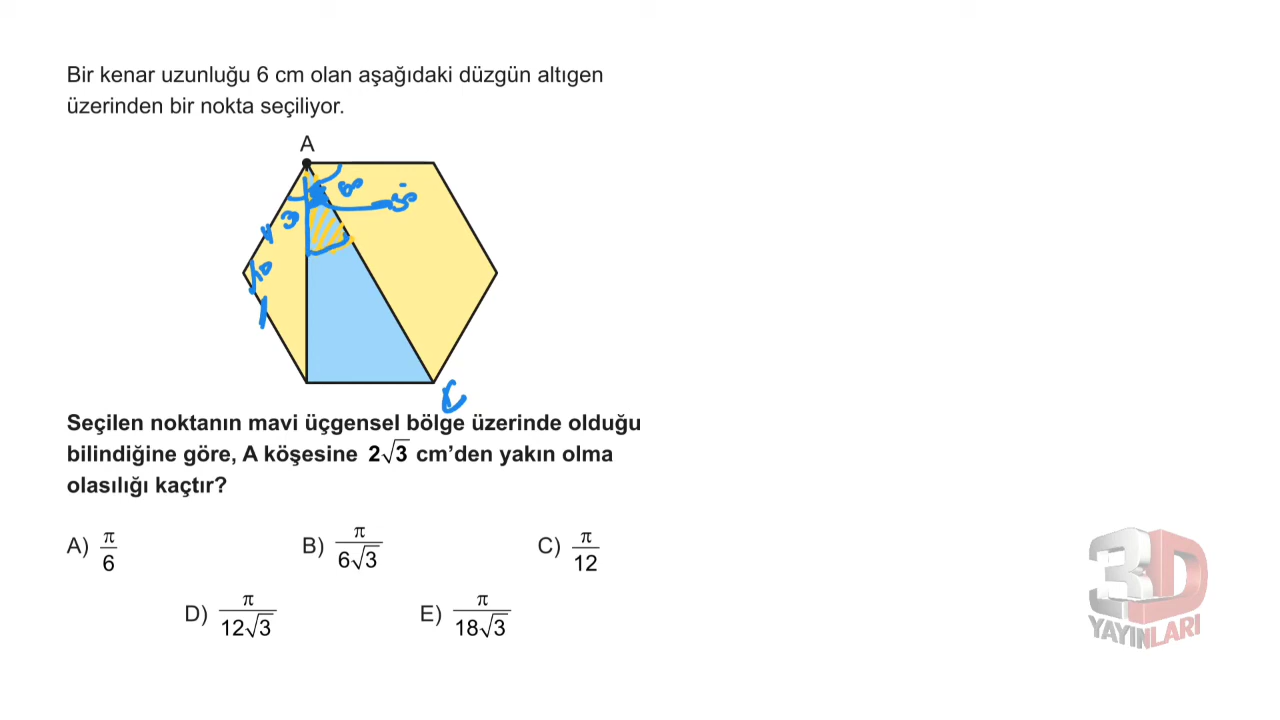 Bir kenar uzunluğu 6 cm olan aşağıdaki düzgün altıgen
üzerinden bir nokta seçiliyor.
A
60
30
Seçilen noktanın mavi üçgensel bölge üzerinde olduğu
bilindiğine göre, A köşesine 2√3 cm'den yakın olma
olasılığı kaçtır?
A) π/6 B) π/(6√3) C) π/12
D) π/(12√3) E) π/(18√3)
3D
YAYINLARI